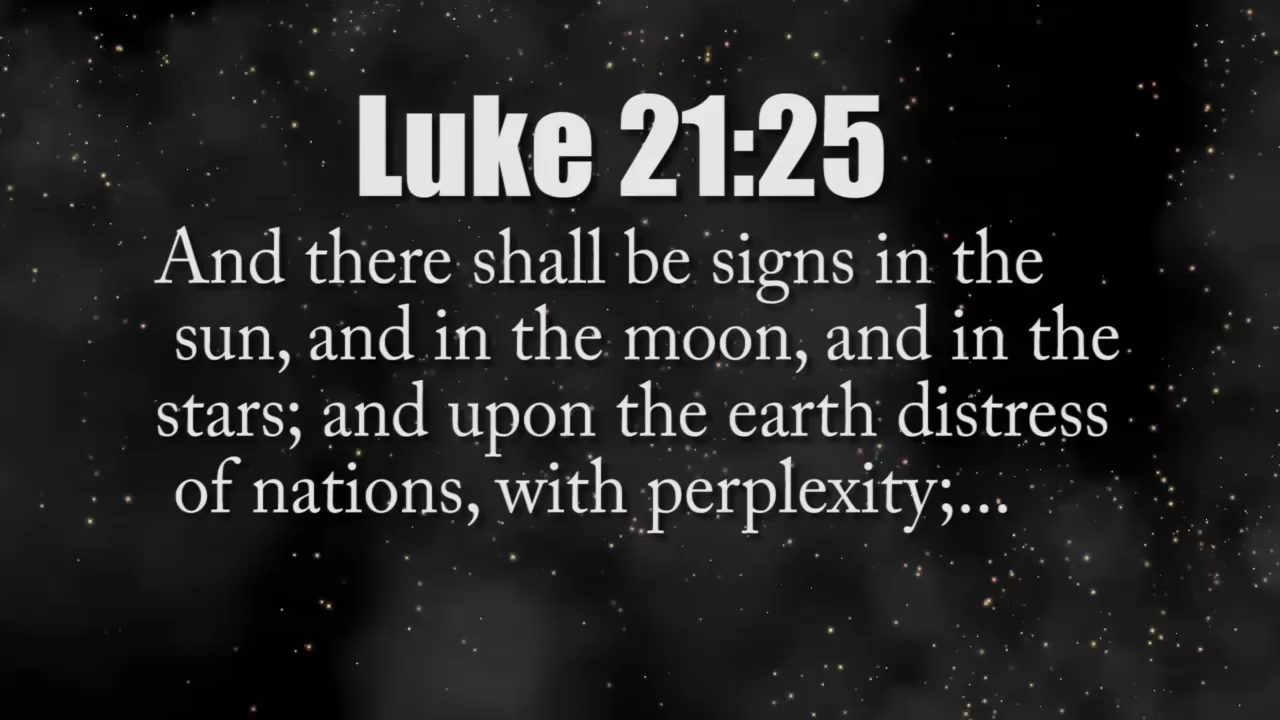 Luke 21:25
And there shall be signs in the
sun, and in the moon, and in the
stars; and upon the earth distress
of nations, with perplexity;...